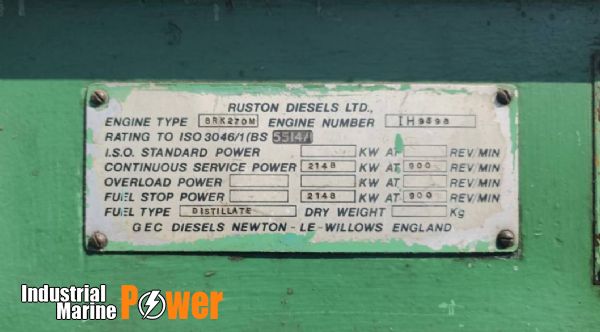 RUSTON DIESELS LTD.,
ENGINE TYPE 8RK270M ENGINE NUMBER IH9598
RATING TO ISO3046/1(BS 5514/1
I.S.O. STANDARD POWER KW AT REV/MIN
CONTINUOUS SERVICE POWER 2148 KW AT 900 REV/MIN
OVERLOAD POWER KW AT REV/MIN
FUEL STOP POWER 2148 KW AT 900 REV/MIN
FUEL TYPE DISTILLATE DRY WEIGHT Kg
GEC DIESELS NEWTON-LE-WILLOWS ENGLAND
Industrial
Marine Power